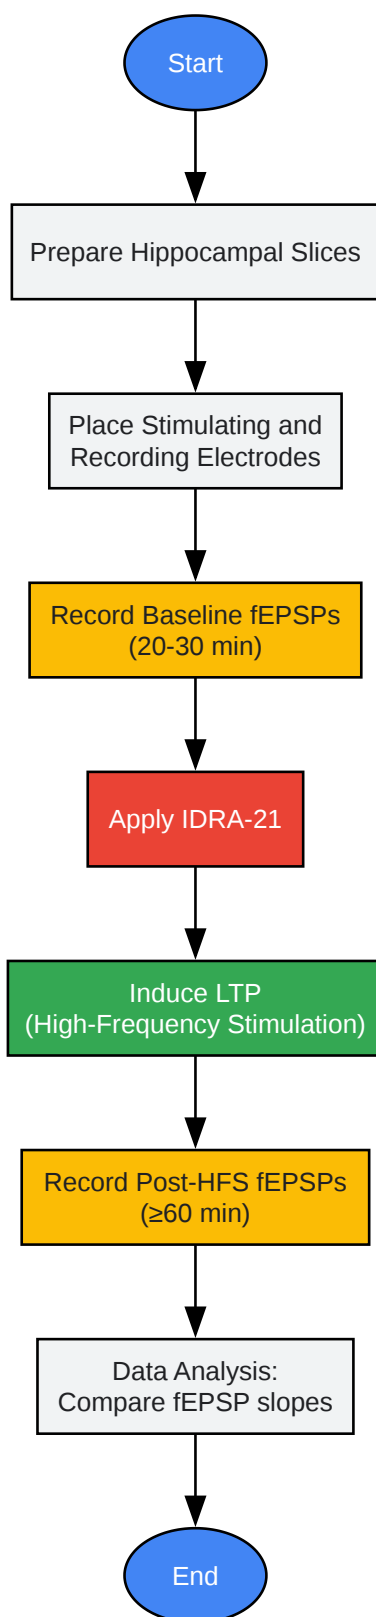 Start
Prepare Hippocampal Slices
Place Stimulating and
Recording Electrodes
Record Baseline fEPSPs
(20-30 min)
Apply IDRA-21
Induce LTP
(High-Frequency Stimulation)
Record Post-HFS fEPSPs
(≥60 min)
Data Analysis:
Compare fEPSP slopes
End